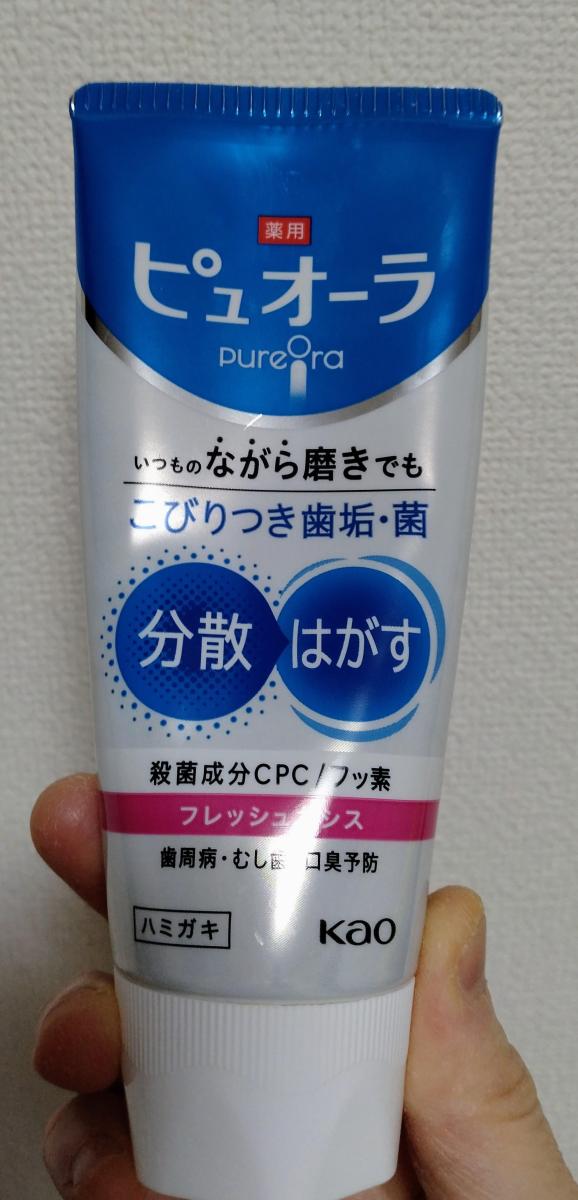 薬用
ピュオーラ
pureora
いつものながら磨きでも
こびりつき歯垢・菌
分散 はがす
殺菌成分CPC/フッ素
フレッシュ シス
歯周病・むし歯 口臭予防
ハミガキ
Kao